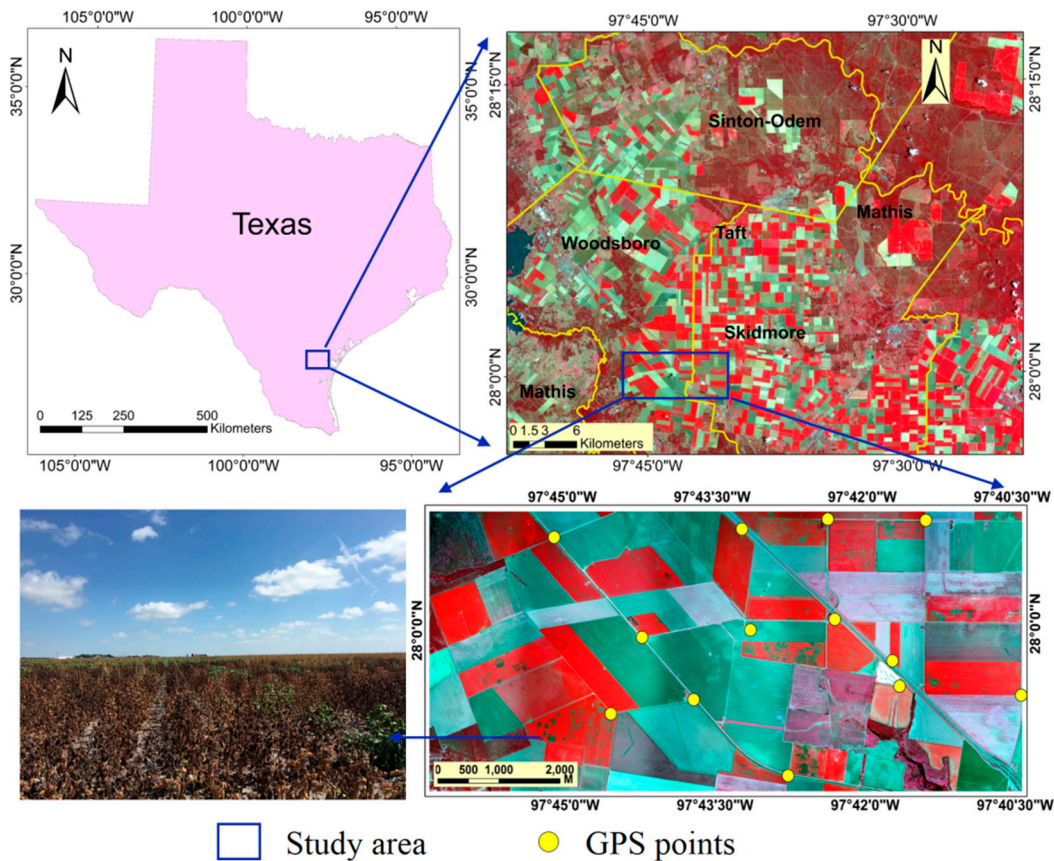 105°0'0"W 100°0'0"W 95°0'0"W
N
35°0'0"N
35°0'0"N
Texas
30°0'0"N
30°0'0"N
0 125 250 500
Kilometers
105°0'0"W 100°0'0"W 95°0'0"W
97°45'0"W 97°30'0"W
N
28°15'0"N
28°15'0"N
Sinton-Odem
Mathis
Taft
Woodsboro
Skidmore
28°0'0"N
28°0'0"N
Mathis
0 1.5 3 6
Kilometers
97°45'0"W 97°30'0"W
97°45'0"W 97°43'30"W 97°42'0"W 97°40'30"W
28°0'0"N
28°0'0"N
0 500 1,000 2,000
M
97°45'0"W 97°43'30"W 97°42'0"W 97°40'30"W
Study area GPS points